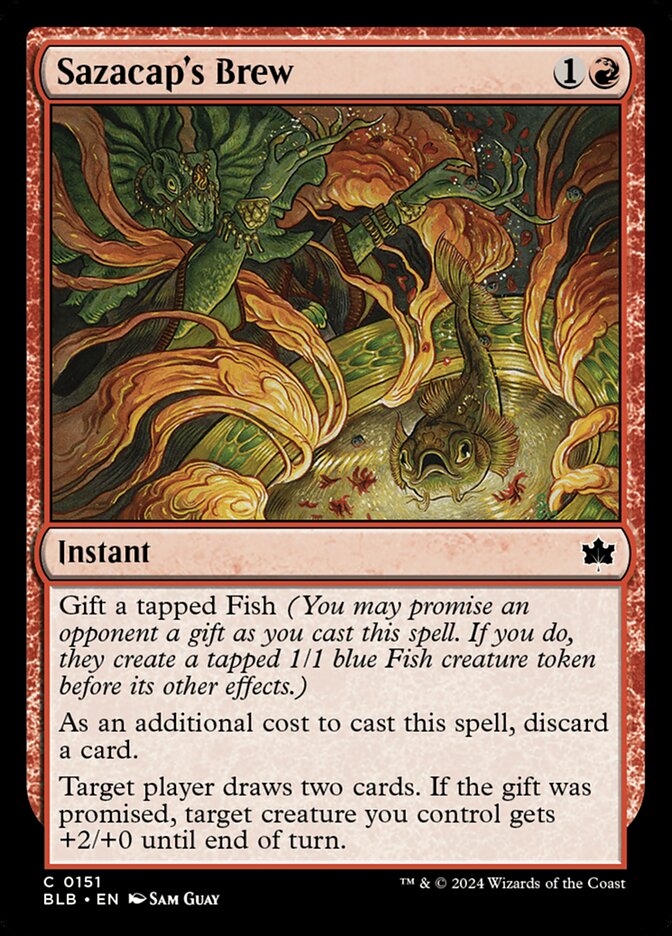 Sazacap's Brew 1
Instant
Gift a tapped Fish (You may promise an
opponent a gift as you cast this spell. If you do,
they create a tapped 1/1 blue Fish creature token
before its other effects.)
As an additional cost to cast this spell, discard
a card.
Target player draws two cards. If the gift was
promised, target creature you control gets
+2/+0 until end of turn.
C 0151
BLB • EN Sam Guay
™ & © 2024 Wizards of the Coast